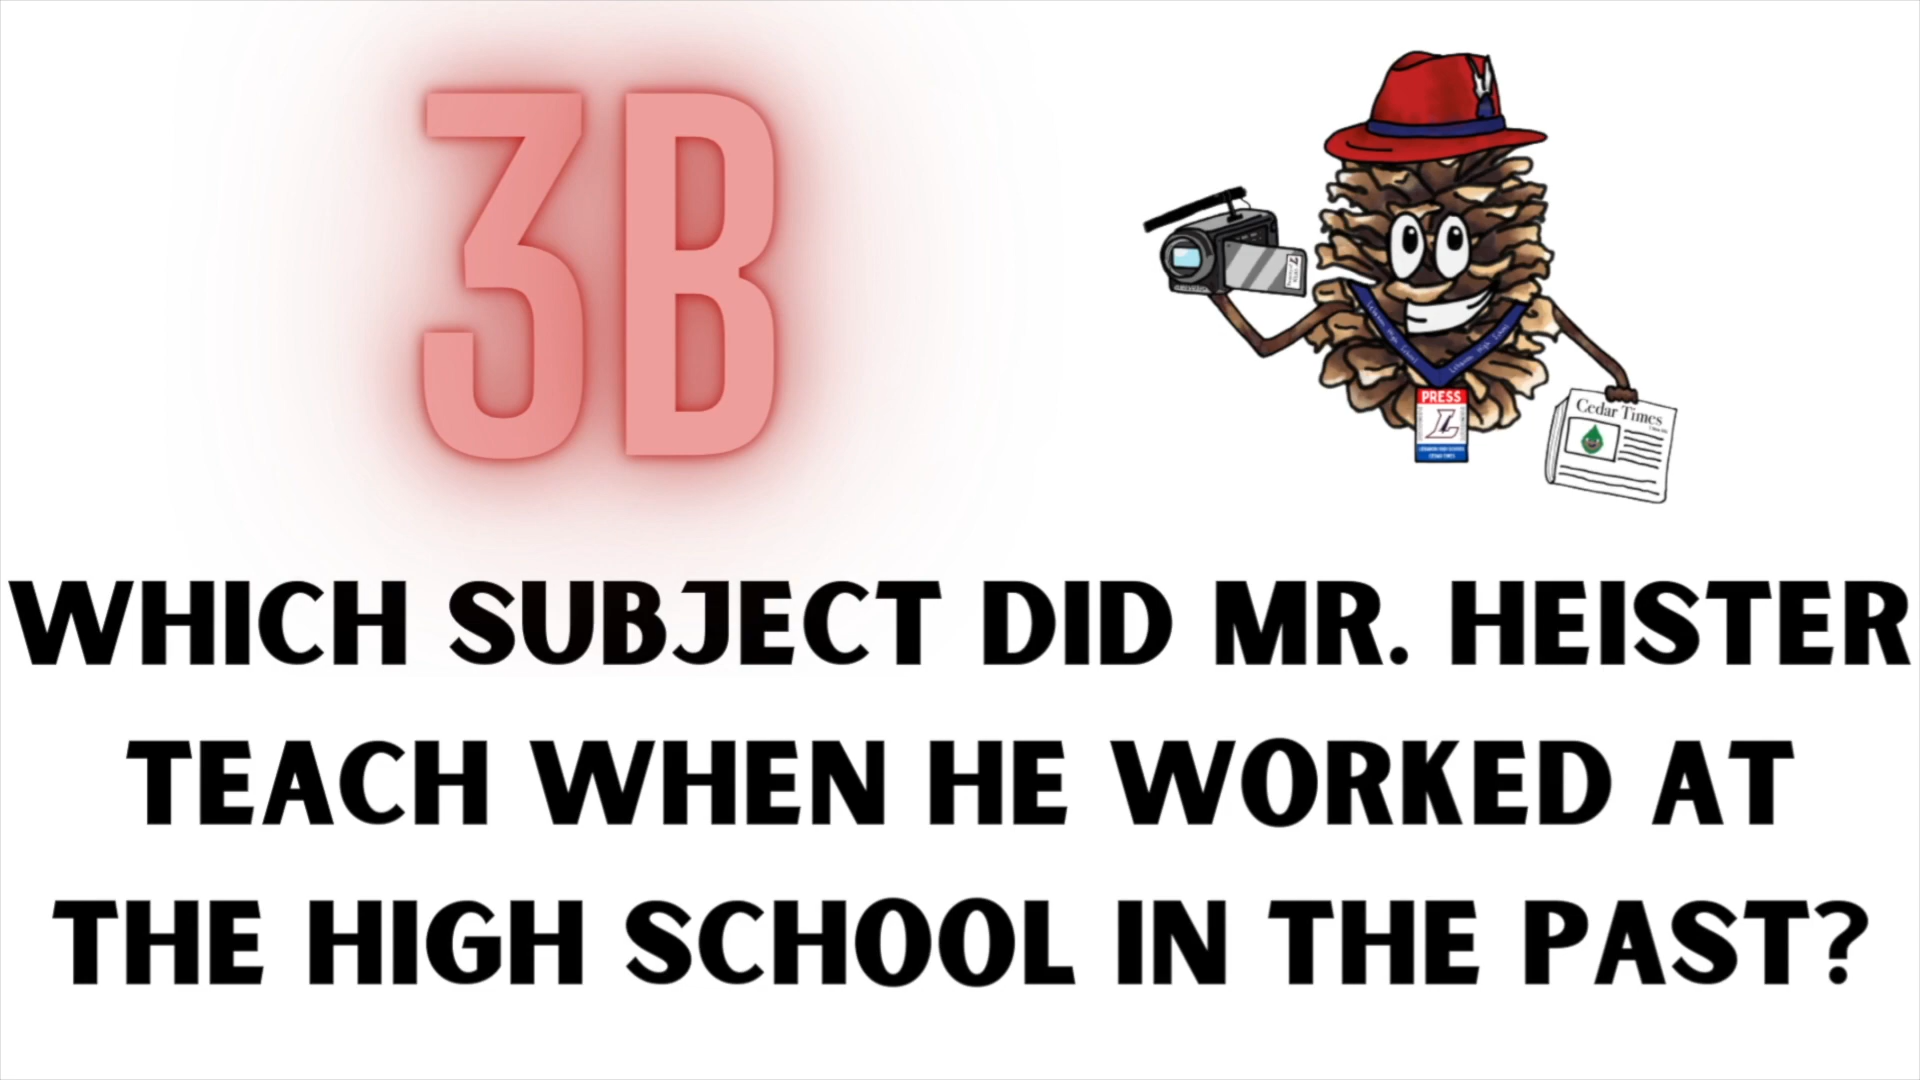 3B
PRESS
L
Cedar Times
WHICH SUBJECT DID MR. HEISTER
TEACH WHEN HE WORKED AT
THE HIGH SCHOOL IN THE PAST?